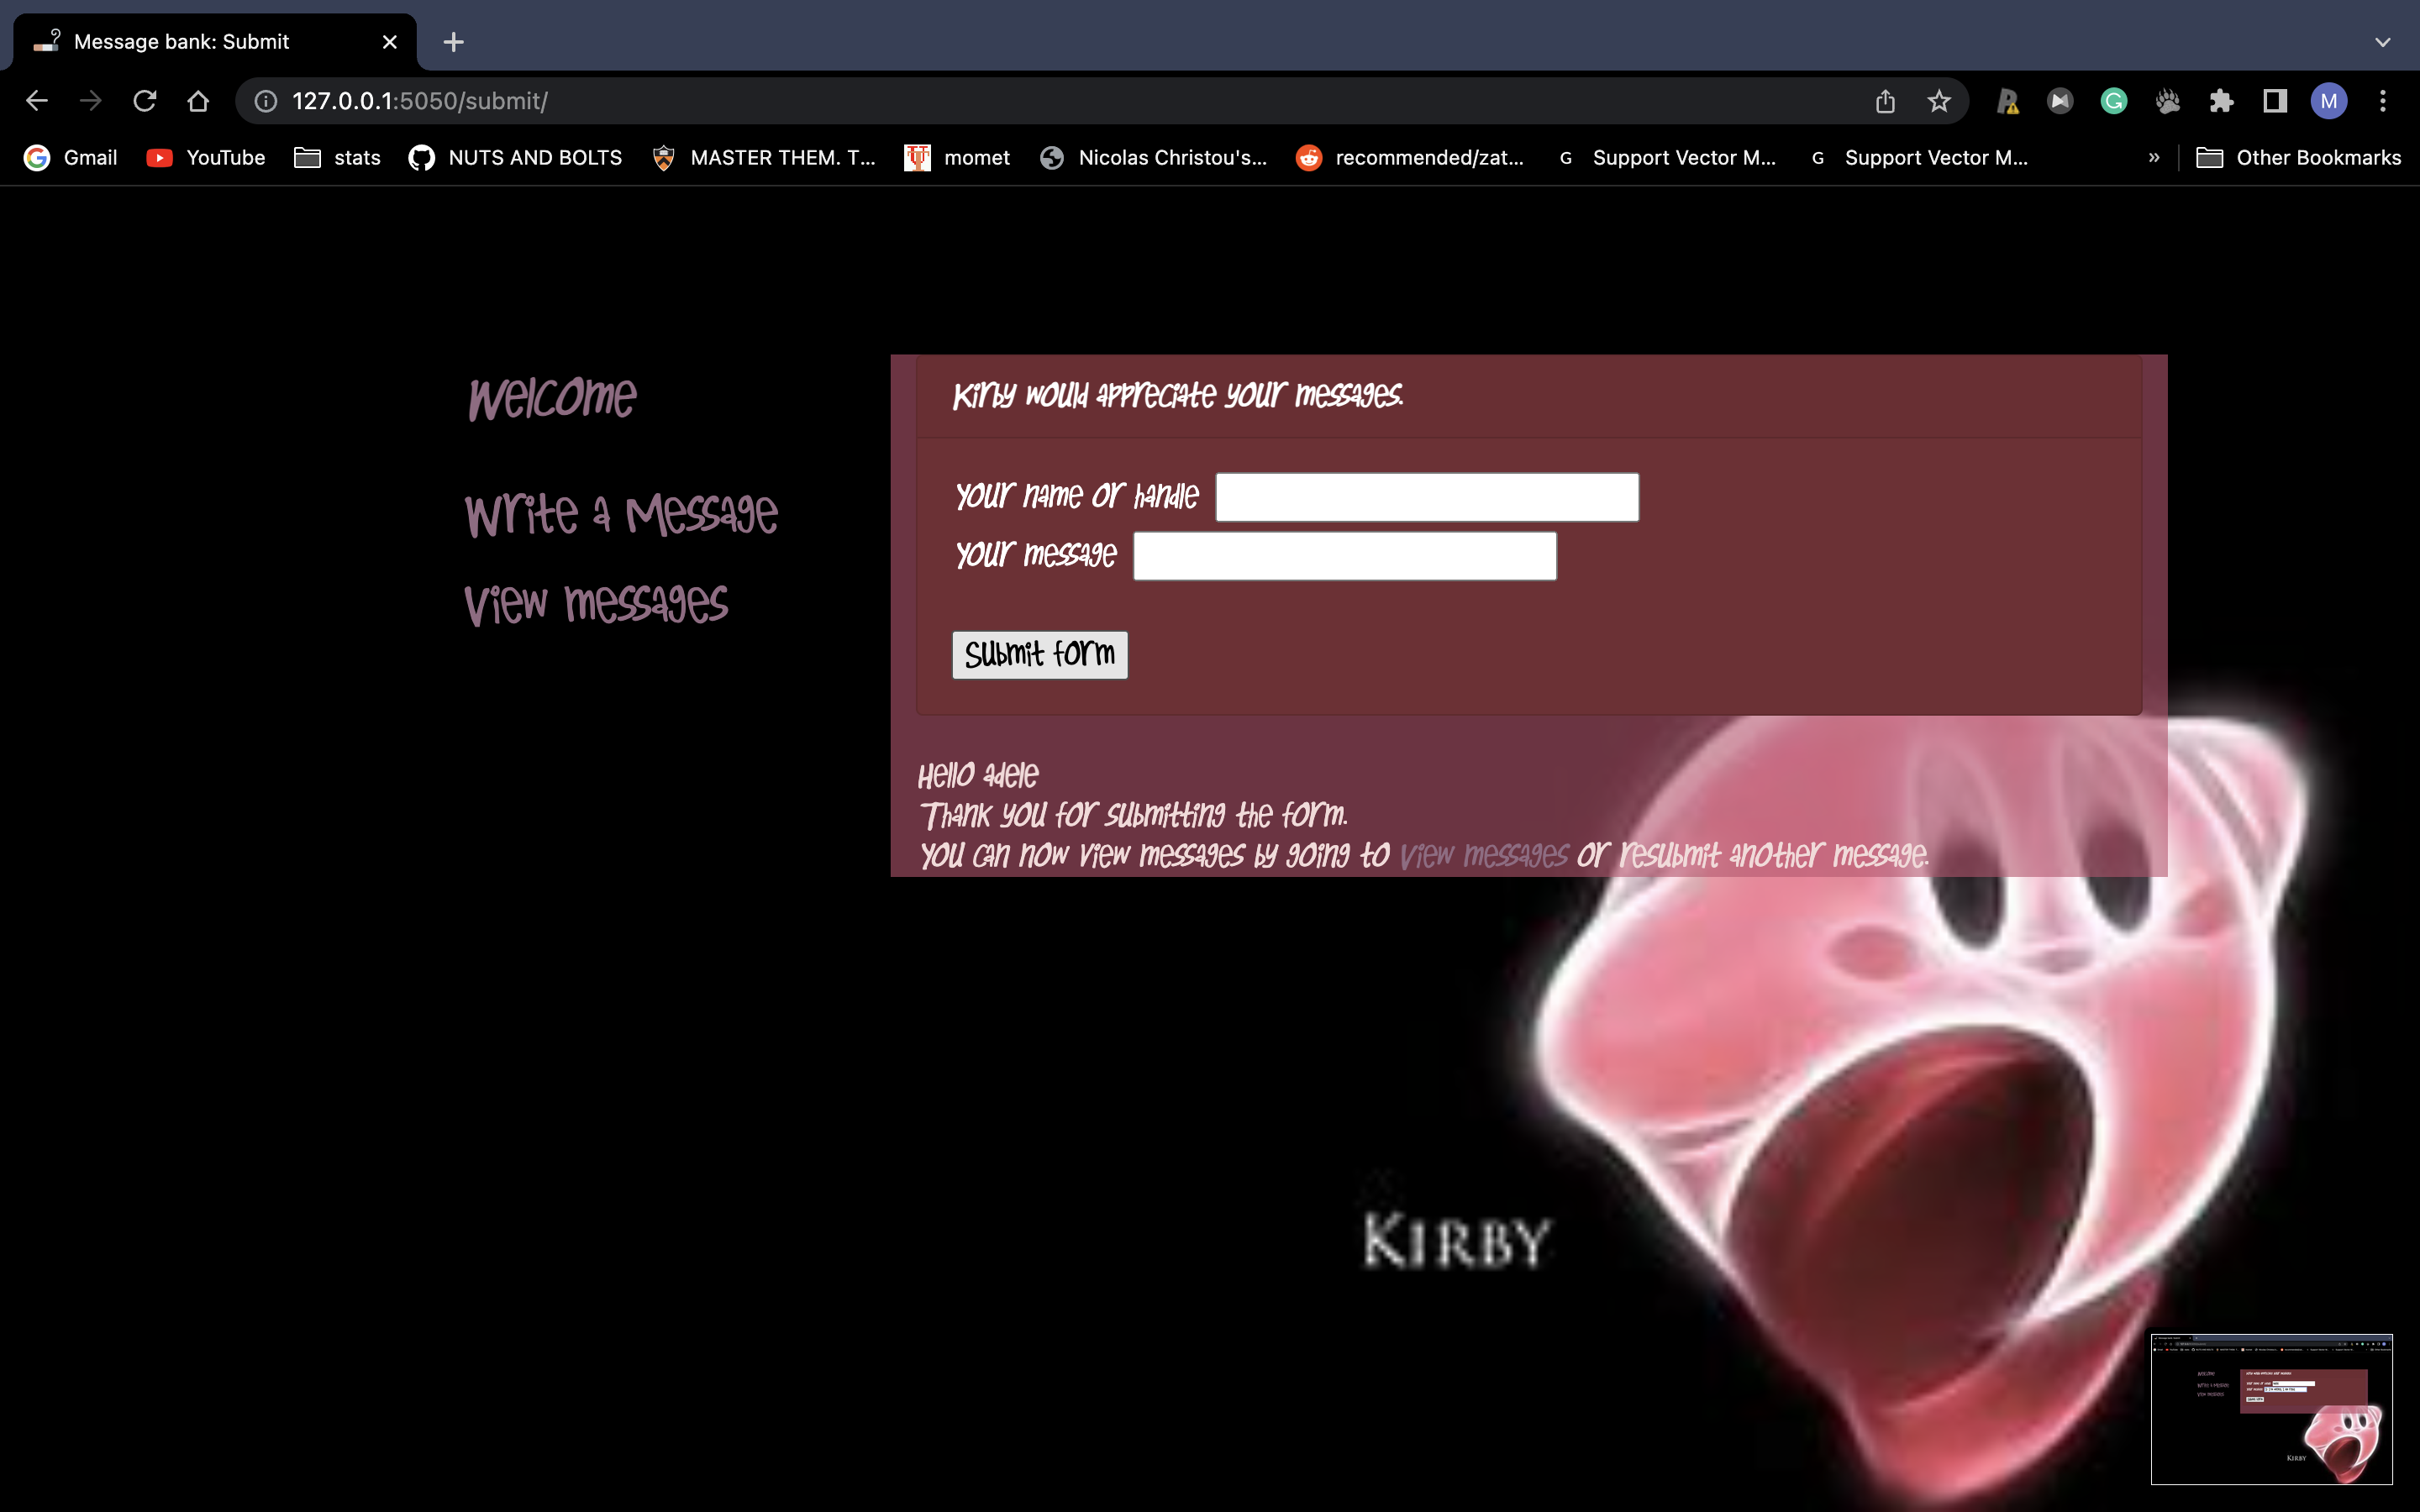 Message bank: Submit
127.0.0.1:5050/submit/
M
Gmail YouTube stats NUTS AND BOLTS MASTER THEM. T... momet Nicolas Christou's... recommended/zat... G Support Vector M... G Support Vector M... » Other Bookmarks
Welcome
Write a Message
View messages
Kirby would appreciate your messages.
Your name or handle
Your message
Submit form
Hello adele
Thank you for submitting the form.
You can now view messages by going to View messages or resubmit another message.
KIRBY